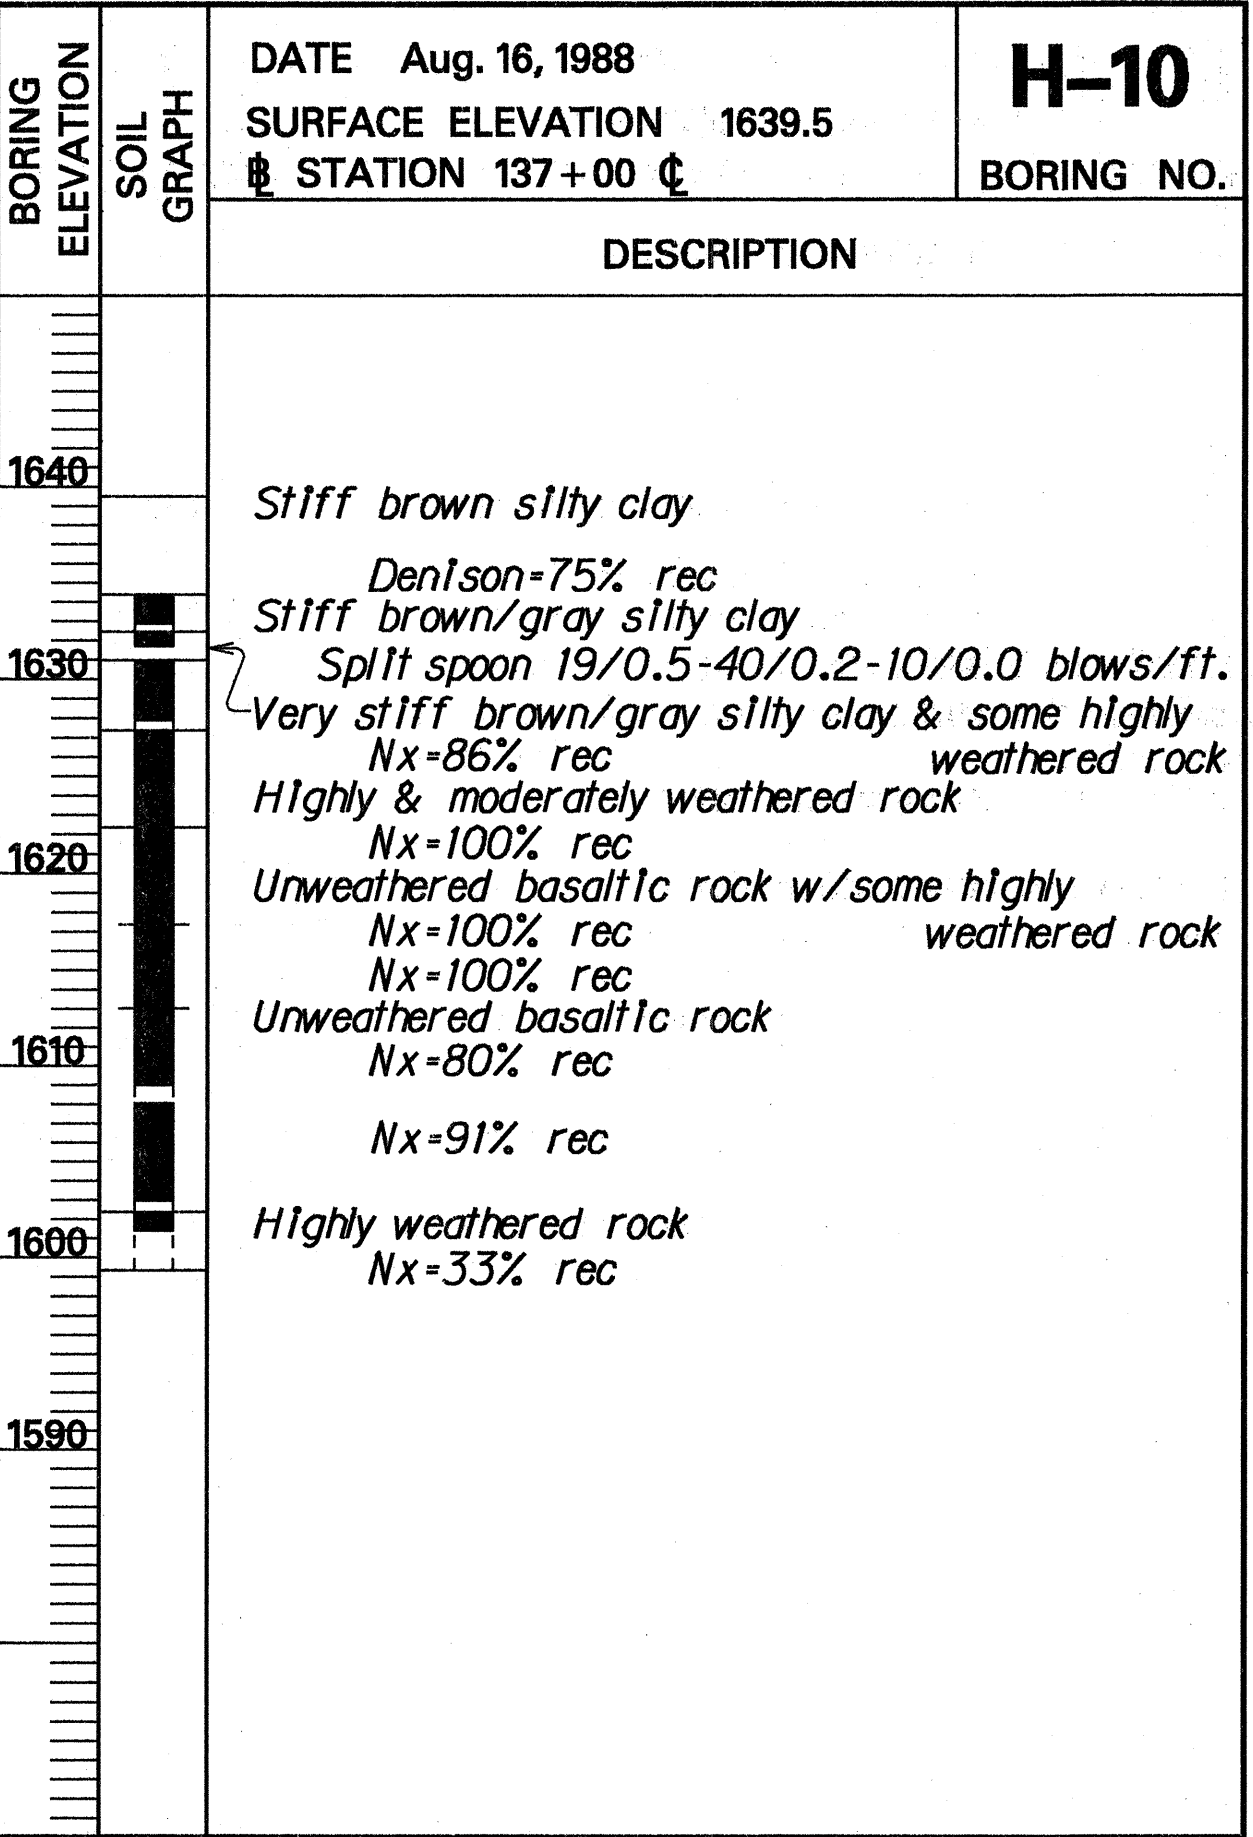 BORING ELEVATION
SOIL GRAPH
DATE Aug. 16, 1988
SURFACE ELEVATION 1639.5
STATION 137+00 ℄
H-10
BORING NO.
DESCRIPTION
1640
Stiff brown silty clay
Denison=75% rec
Stiff brown/gray silty clay
1630
Split spoon 19/0.5-40/0.2-10/0.0 blows/ft.
Very stiff brown/gray silty clay & some highly
Nx=86% rec weathered rock
Highly & moderately weathered rock
Nx=100% rec
1620
Unweathered basaltic rock w/some highly
Nx=100% rec weathered rock
Nx=100% rec
Unweathered basaltic rock
1610
Nx=80% rec
Nx=91% rec
Highly weathered rock
1600
Nx=33% rec
1590